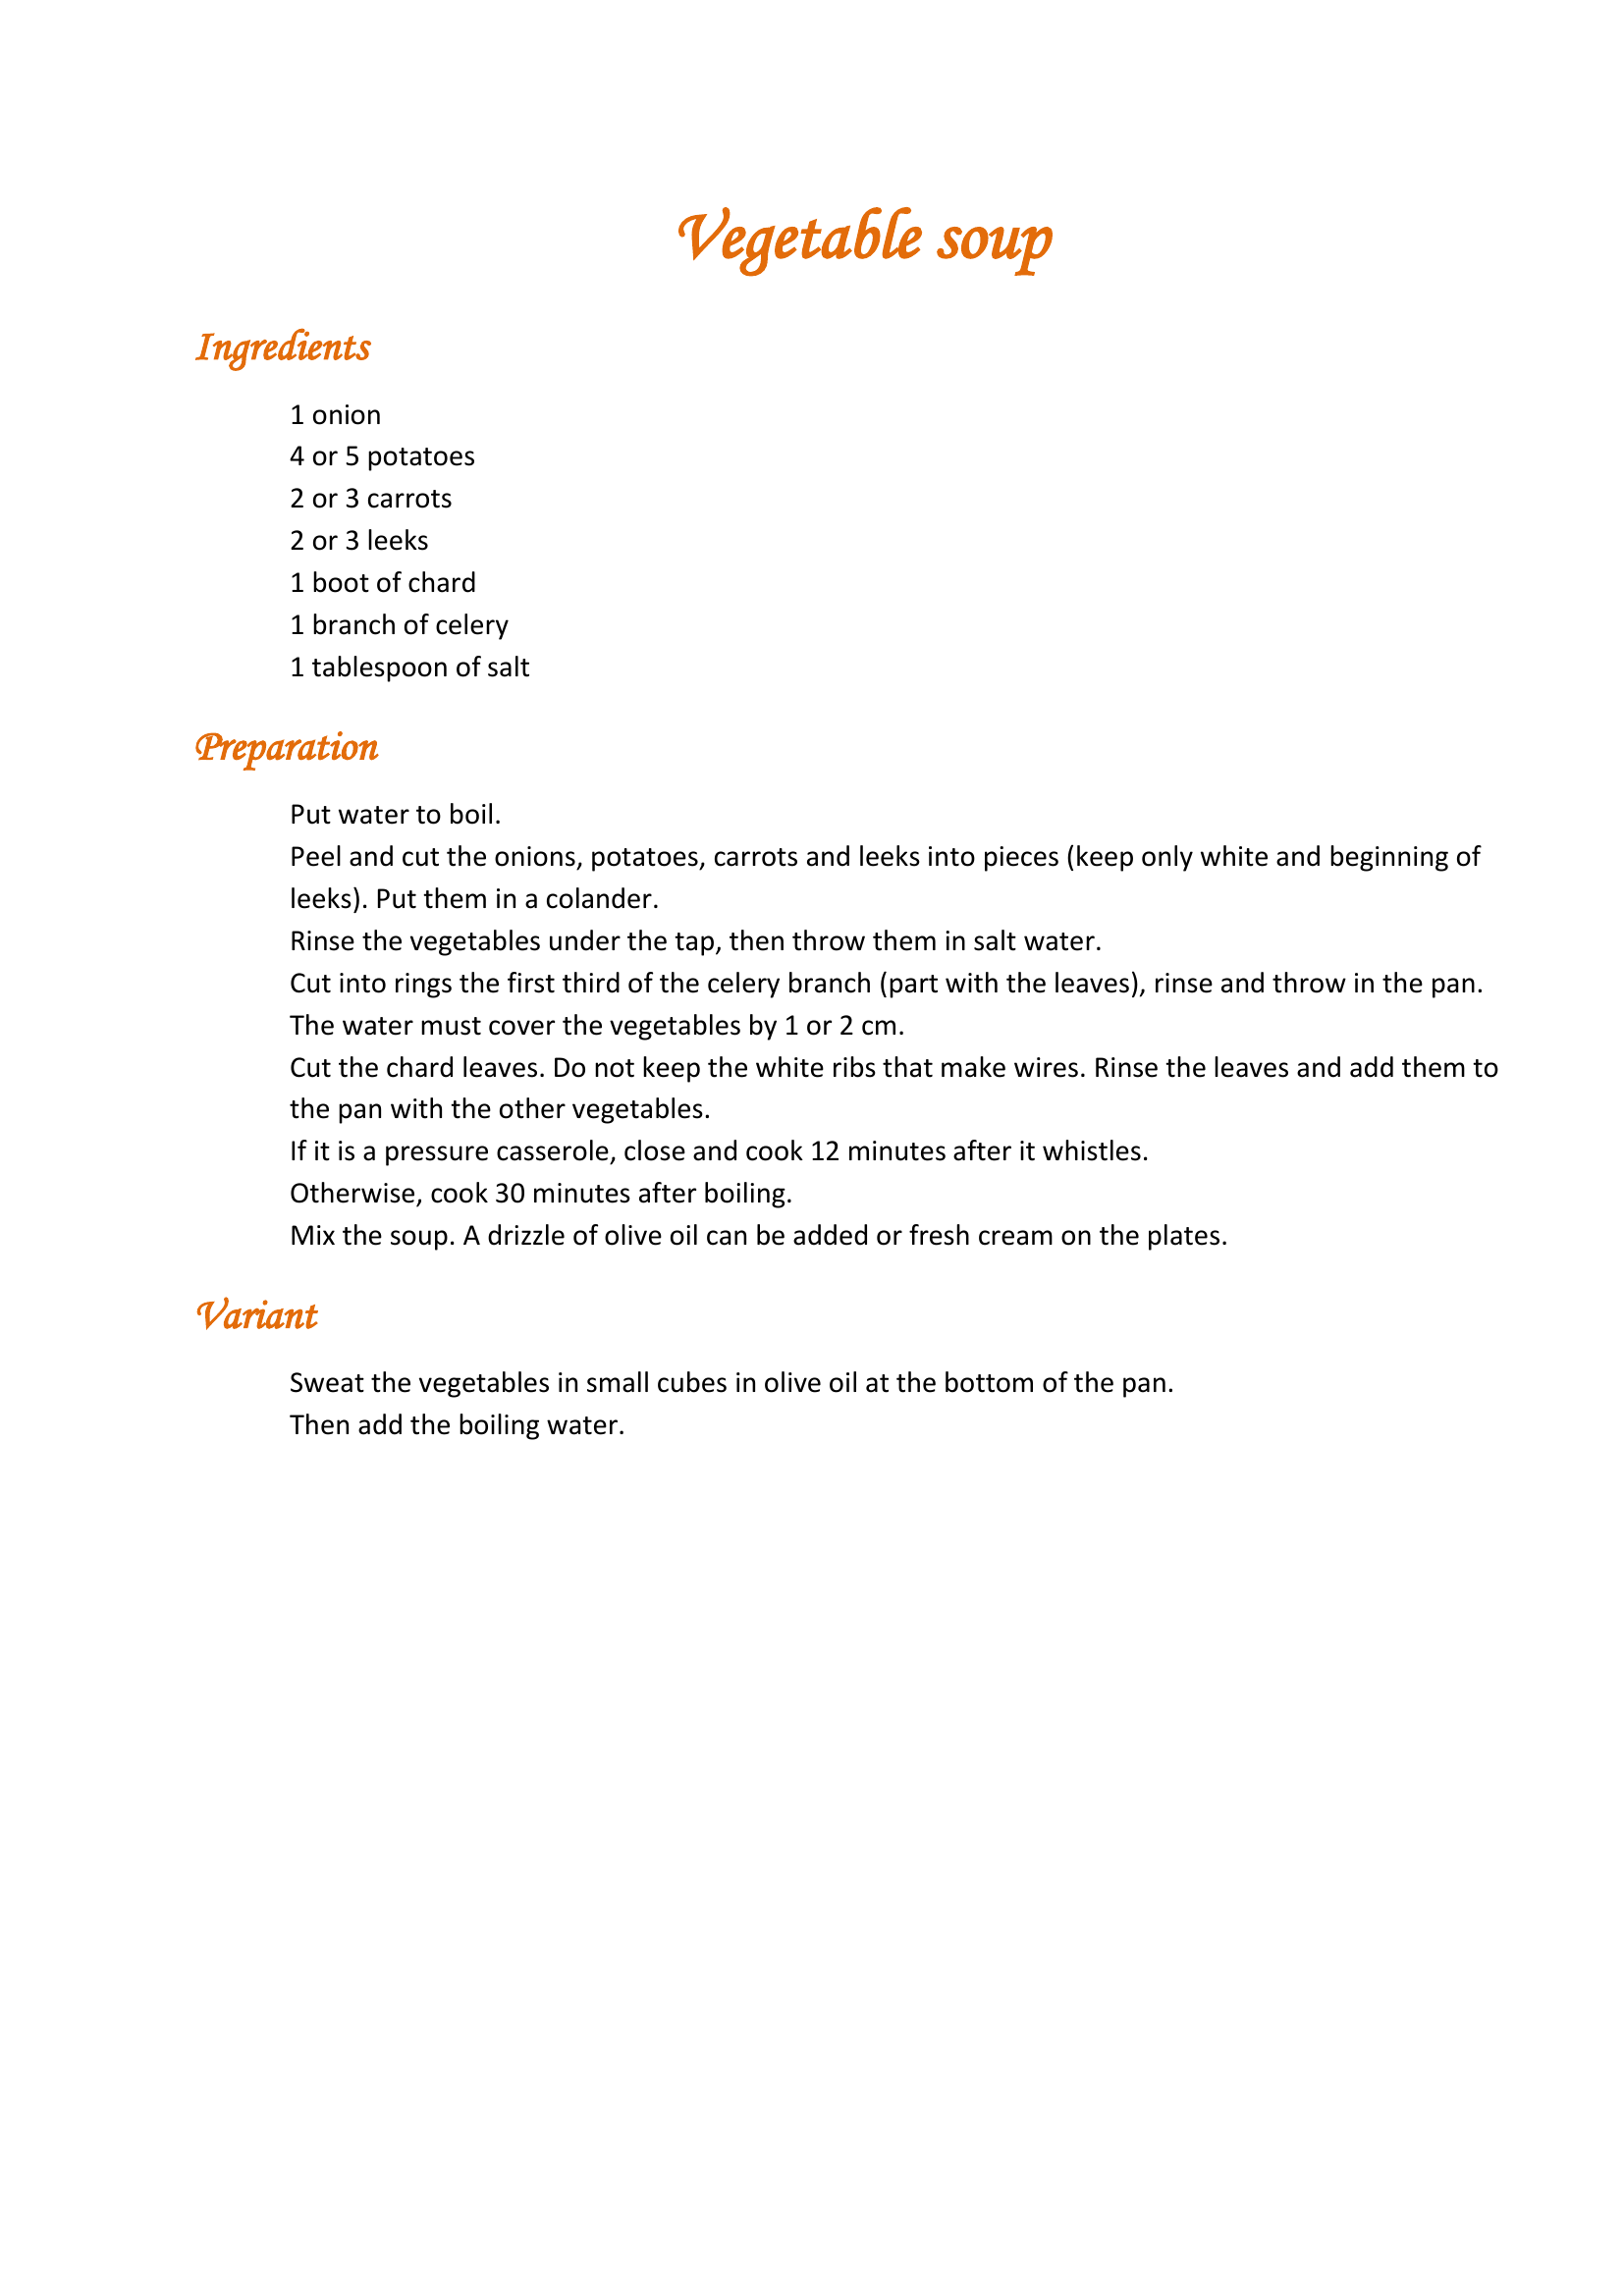 Vegetable soup
Ingredients
1 onion
4 or 5 potatoes
2 or 3 carrots
2 or 3 leeks
1 boot of chard
1 branch of celery
1 tablespoon of salt
Preparation
Put water to boil.
Peel and cut the onions, potatoes, carrots and leeks into pieces (keep only white and beginning of
leeks). Put them in a colander.
Rinse the vegetables under the tap, then throw them in salt water.
Cut into rings the first third of the celery branch (part with the leaves), rinse and throw in the pan.
The water must cover the vegetables by 1 or 2 cm.
Cut the chard leaves. Do not keep the white ribs that make wires. Rinse the leaves and add them to
the pan with the other vegetables.
If it is a pressure casserole, close and cook 12 minutes after it whistles.
Otherwise, cook 30 minutes after boiling.
Mix the soup. A drizzle of olive oil can be added or fresh cream on the plates.
Variant
Sweat the vegetables in small cubes in olive oil at the bottom of the pan.
Then add the boiling water.